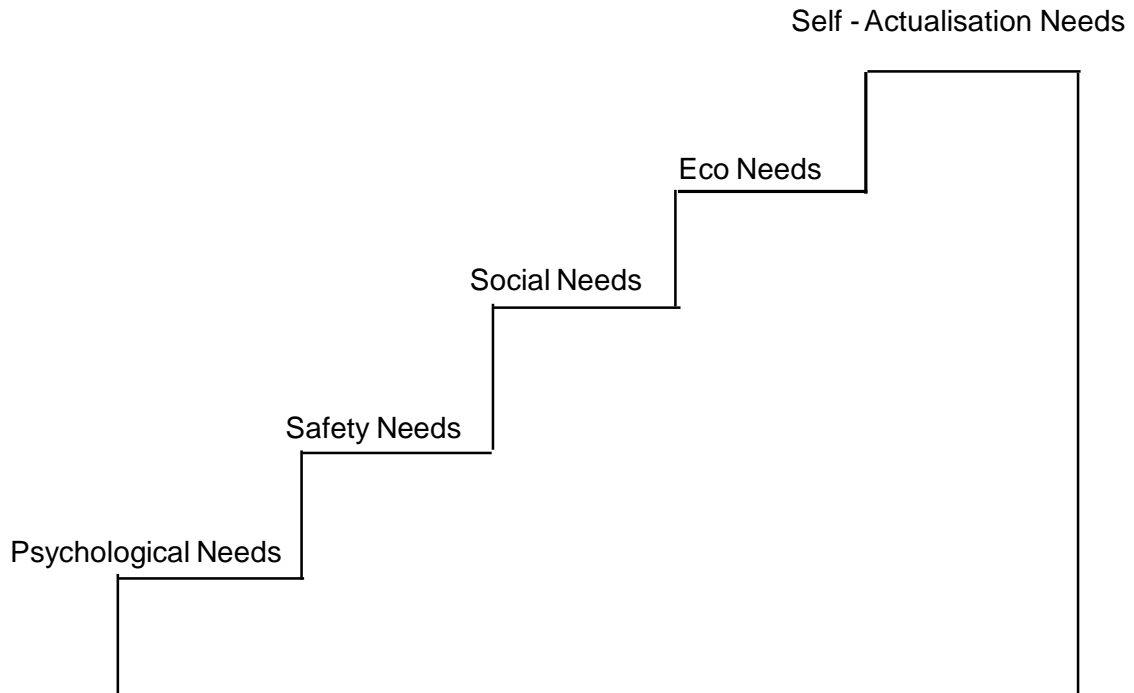 Self - Actualisation Needs
Eco Needs
Social Needs
Safety Needs
Psychological Needs